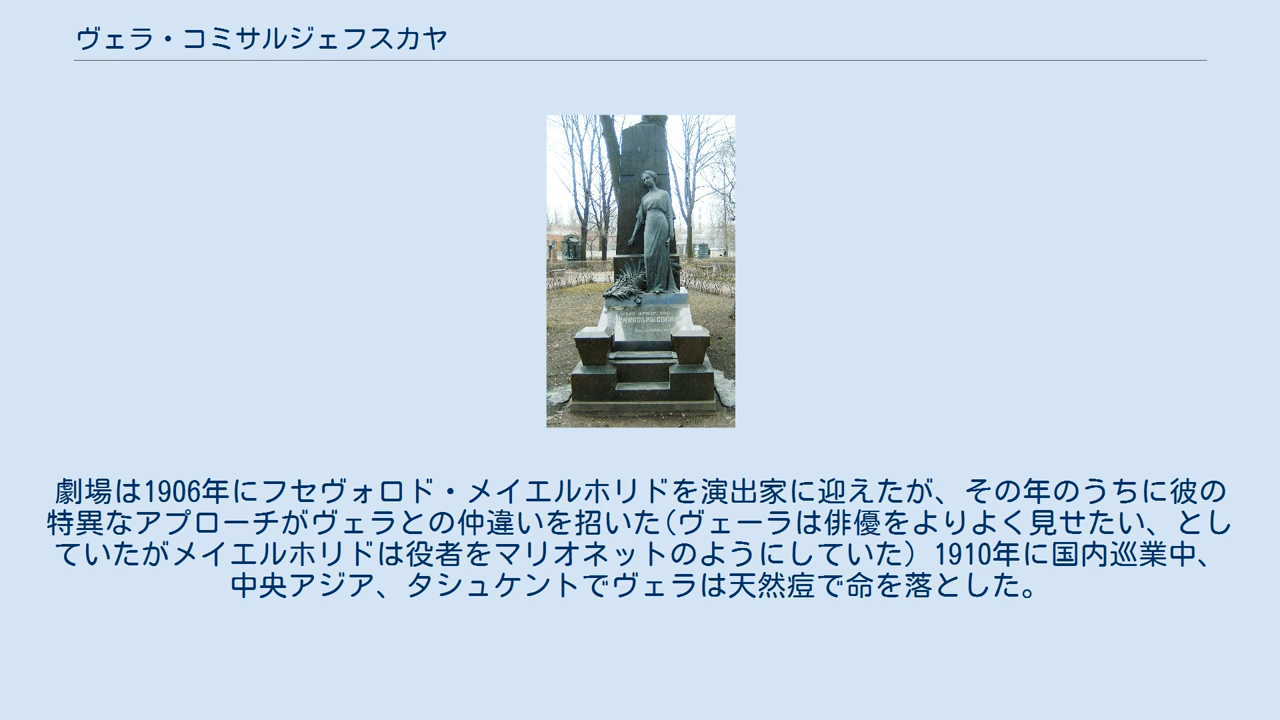 ヴェラ・コミサルジェフスカヤ
劇場は1906年にフセヴォロド・メイエルホリドを演出家に迎えたが、その年のうちに彼の
特異なアプローチがヴェラとの仲違いを招いた(ヴェーラは俳優をよりよく見せたい、とし
ていたがメイエルホリドは役者をマリオネットのようにしていた) 1910年に国内巡業中、
中央アジア、タシュケントでヴェラは天然痘で命を落とした。